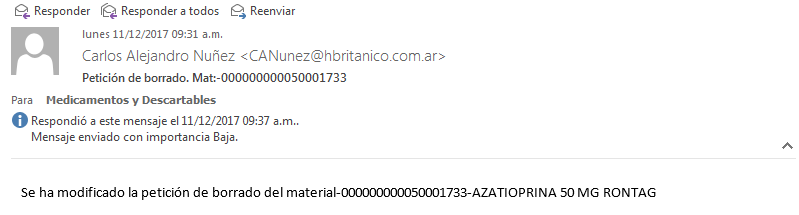 Responder Responder a todos Reenviar
lunes 11/12/2017 09:31 a.m.
Carlos Alejandro Nuñez <CANunez@hbritanico.com.ar>
Petición de borrado. Mat:-000000000050001733
Para Medicamentos y Descartables
Respondió a este mensaje el 11/12/2017 09:37 a.m..
Mensaje enviado con importancia Baja.
Se ha modificado la petición de borrado del material-000000000050001733-AZATIOPRINA 50 MG RONTAG